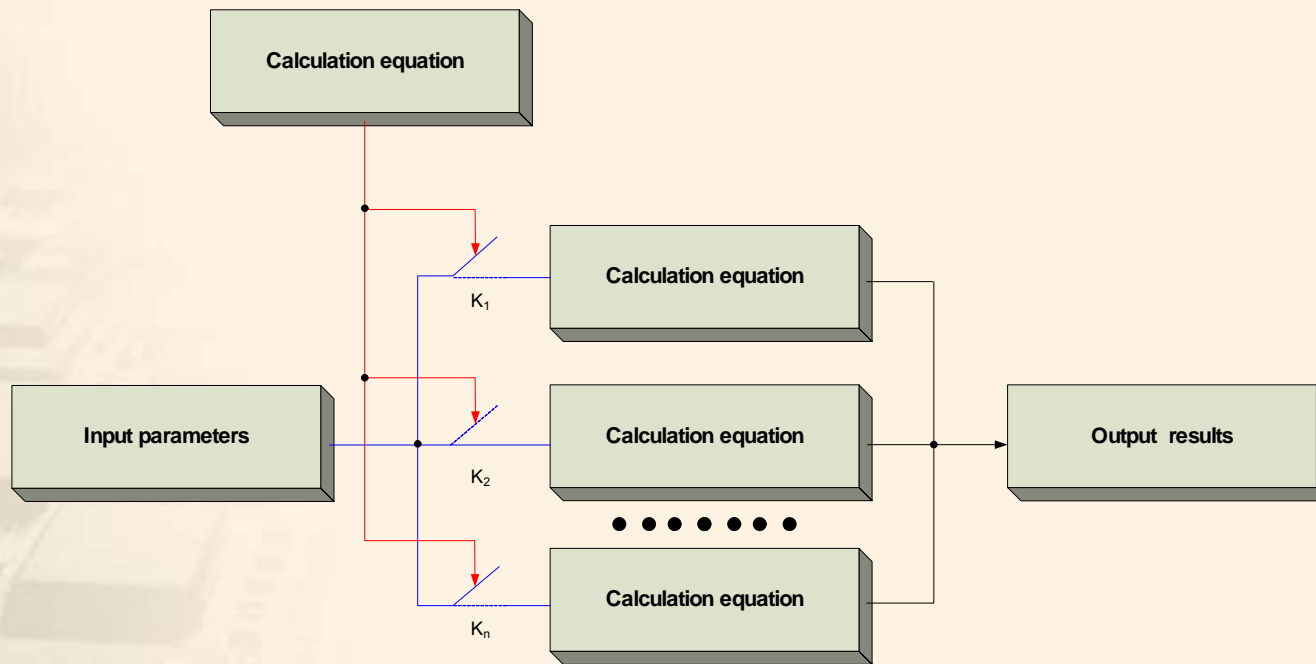 Calculation equation
Calculation equation
K₁
Input parameters
Calculation equation
Output results
K₂
Calculation equation
Kₙ